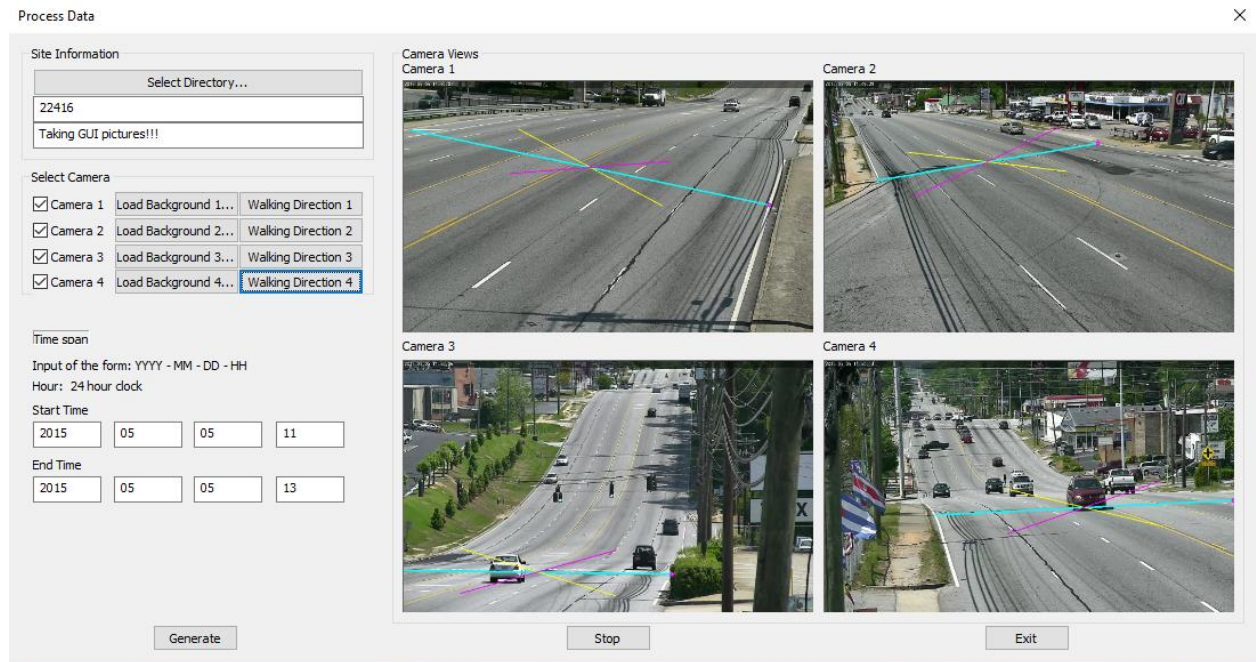 Process Data
Site Information
Select Directory...
22416
Taking GUI pictures!!!
Select Camera
Camera 1 Load Background 1... Walking Direction 1
Camera 2 Load Background 2... Walking Direction 2
Camera 3 Load Background 3... Walking Direction 3
Camera 4 Load Background 4... Walking Direction 4
Time span
Input of the form: YYYY - MM - DD - HH
Hour: 24 hour clock
Start Time
2015 05 05 11
End Time
2015 05 05 13
Generate
Camera Views
Camera 1
Camera 2
Camera 3
Camera 4
Stop
Exit